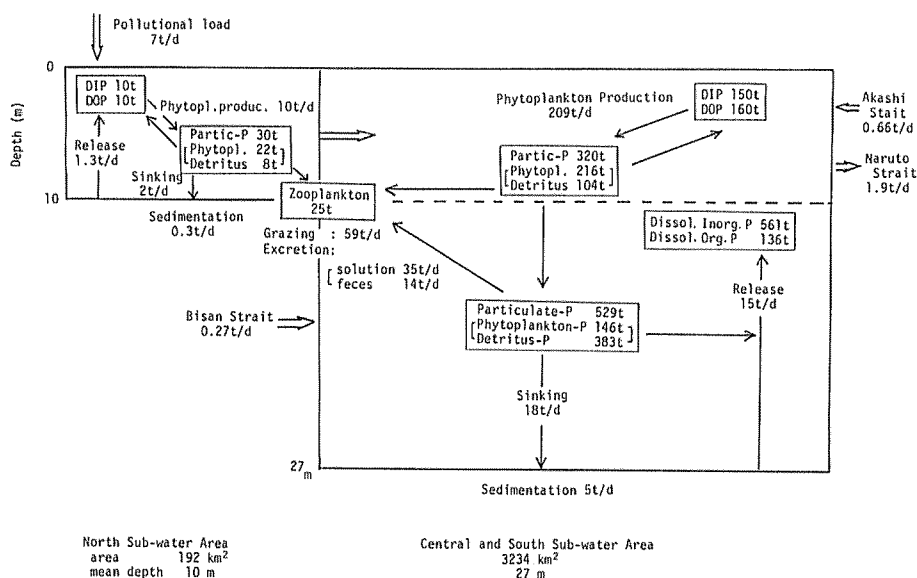 Pollutional load
7t/d
0
Depth (m)
10
27m
DIP 10t
DOP 10t
Phytopl.produc. 10t/d
Release
1.3t/d
Partic-P 30t
[Phytopl. 22t]
Detritus 8t
Sinking
2t/d
Sedimentation
0.3t/d
Zooplankton
25t
Grazing : 59t/d
Excretion:
[solution 35t/d
feces 14t/d
Bisan Strait
0.27t/d
Phytoplankton Production
209t/d
DIP 150t
DOP 160t
Partic-P 320t
[Phytopl. 216t]
Detritus 104t
Akashi
Stait
0.66t/d
Naruto
Strait
1.9t/d
Dissol. Inorg.P 561t
Dissol. Org.P 136t
Release
15t/d
Particulate-P 529t
[Phytoplankton-P 146t]
Detritus-P 383t
Sinking
18t/d
Sedimentation 5t/d
North Sub-water Area
area 192 km²
mean depth 10 m
Central and South Sub-water Area
3234 km²
27 m